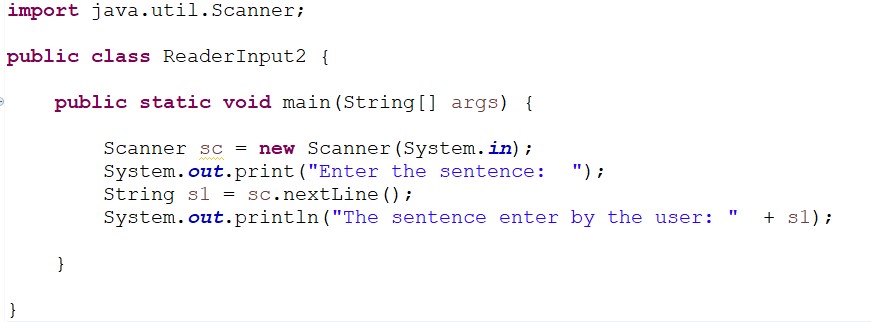 import java.util.Scanner;
public class ReaderInput2 {
public static void main(String[] args) {
Scanner sc = new Scanner(System.in);
System.out.print("Enter the sentence:  ");
String s1 = sc.nextLine();
System.out.println("The sentence enter by the user: "  + s1);
}
}